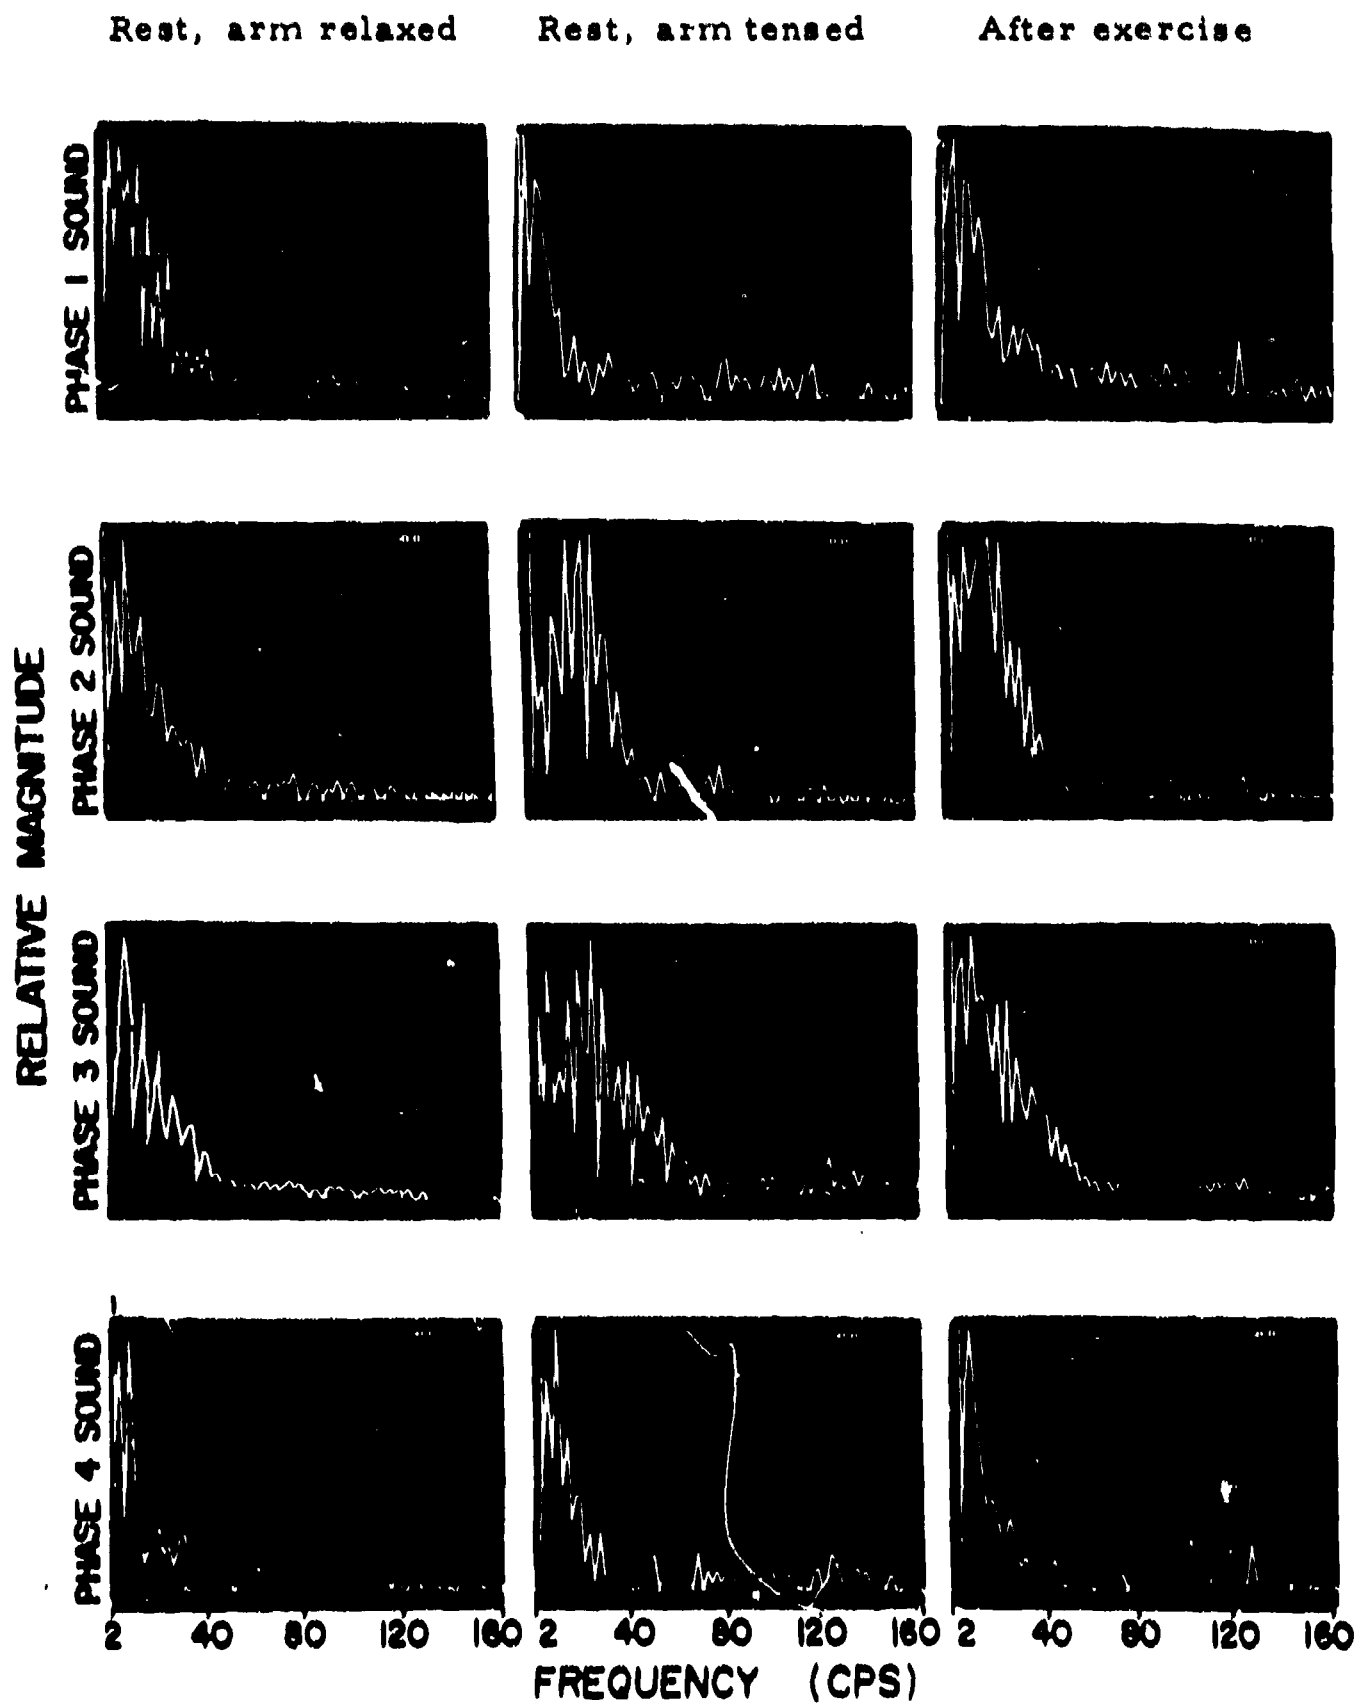 Rest, arm relaxed
Rest, arm tensed
After exercise
RELATIVE MAGNITUDE
PHASE 1 SOUND
PHASE 2 SOUND
PHASE 3 SOUND
PHASE 4 SOUND
2 40 80 120 160
2 40 80 120 160
2 40 80 120 160
FREQUENCY (CPS)